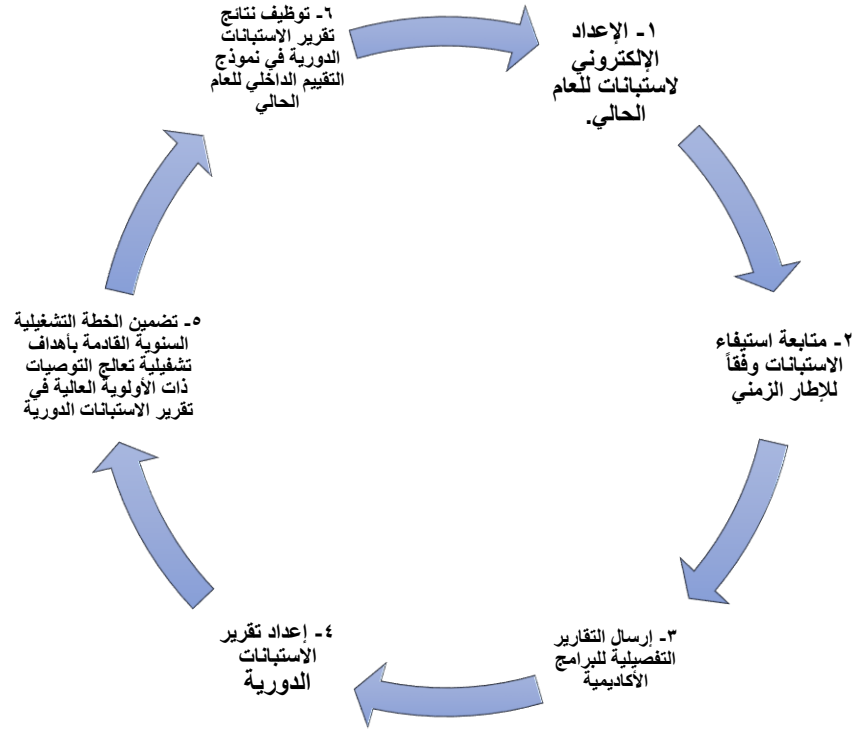 ١- الإعداد
الإلكتروني
لاستبانات للعام
الحالي.
٢- متابعة استيفاء
الاستبانات وفقاً
للإطار الزمني
٣- إرسال التقارير
التفصيلية للبرامج
الأكاديمية
٤- إعداد تقرير
الاستبانات
الدورية
٥- تضمين الخطة التشغيلية
السنوية القادمة بأهداف
تشغيلية تعالج التوصيات
ذات الأولوية العالية في
تقرير الاستبانات الدورية
٦- توظيف نتائج
تقرير الاستبانات
الدورية في نموذج
التقييم الداخلي للعام
الحالي